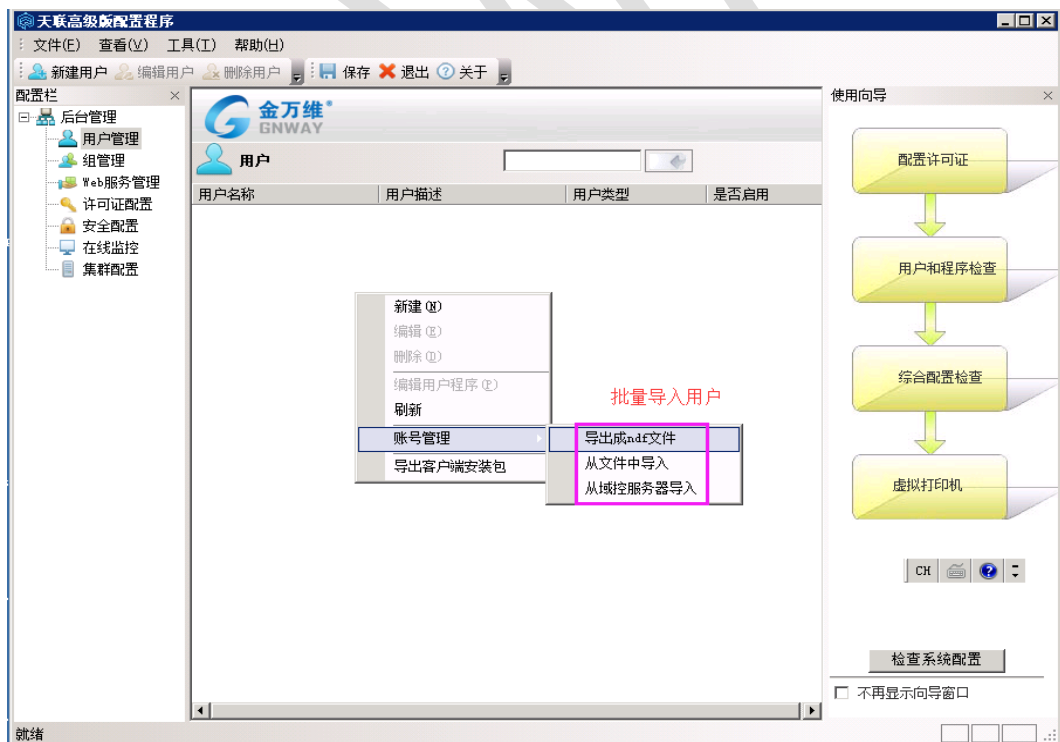 天联高级版配置程序
文件(F) 查看(V) 工具(T) 帮助(H)
新建用户 编辑用户 删除用户 保存 退出 关于
配置栏
后台管理
用户管理
组管理
Web服务管理
许可证配置
安全配置
在线监控
集群配置
金万维
GNWAY
用户
用户名称 用户描述 用户类型 是否启用
新建(N)
编辑(E)
删除(D)
编辑用户程序(P)
刷新
账号管理
导出客户端安装包
批量导入用户
导出成ndf文件
从文件中导入
从域控服务器导入
使用向导
配置许可证
用户和程序检查
综合配置检查
虚拟打印机
CH
检查系统配置
不再显示向导窗口
就绪